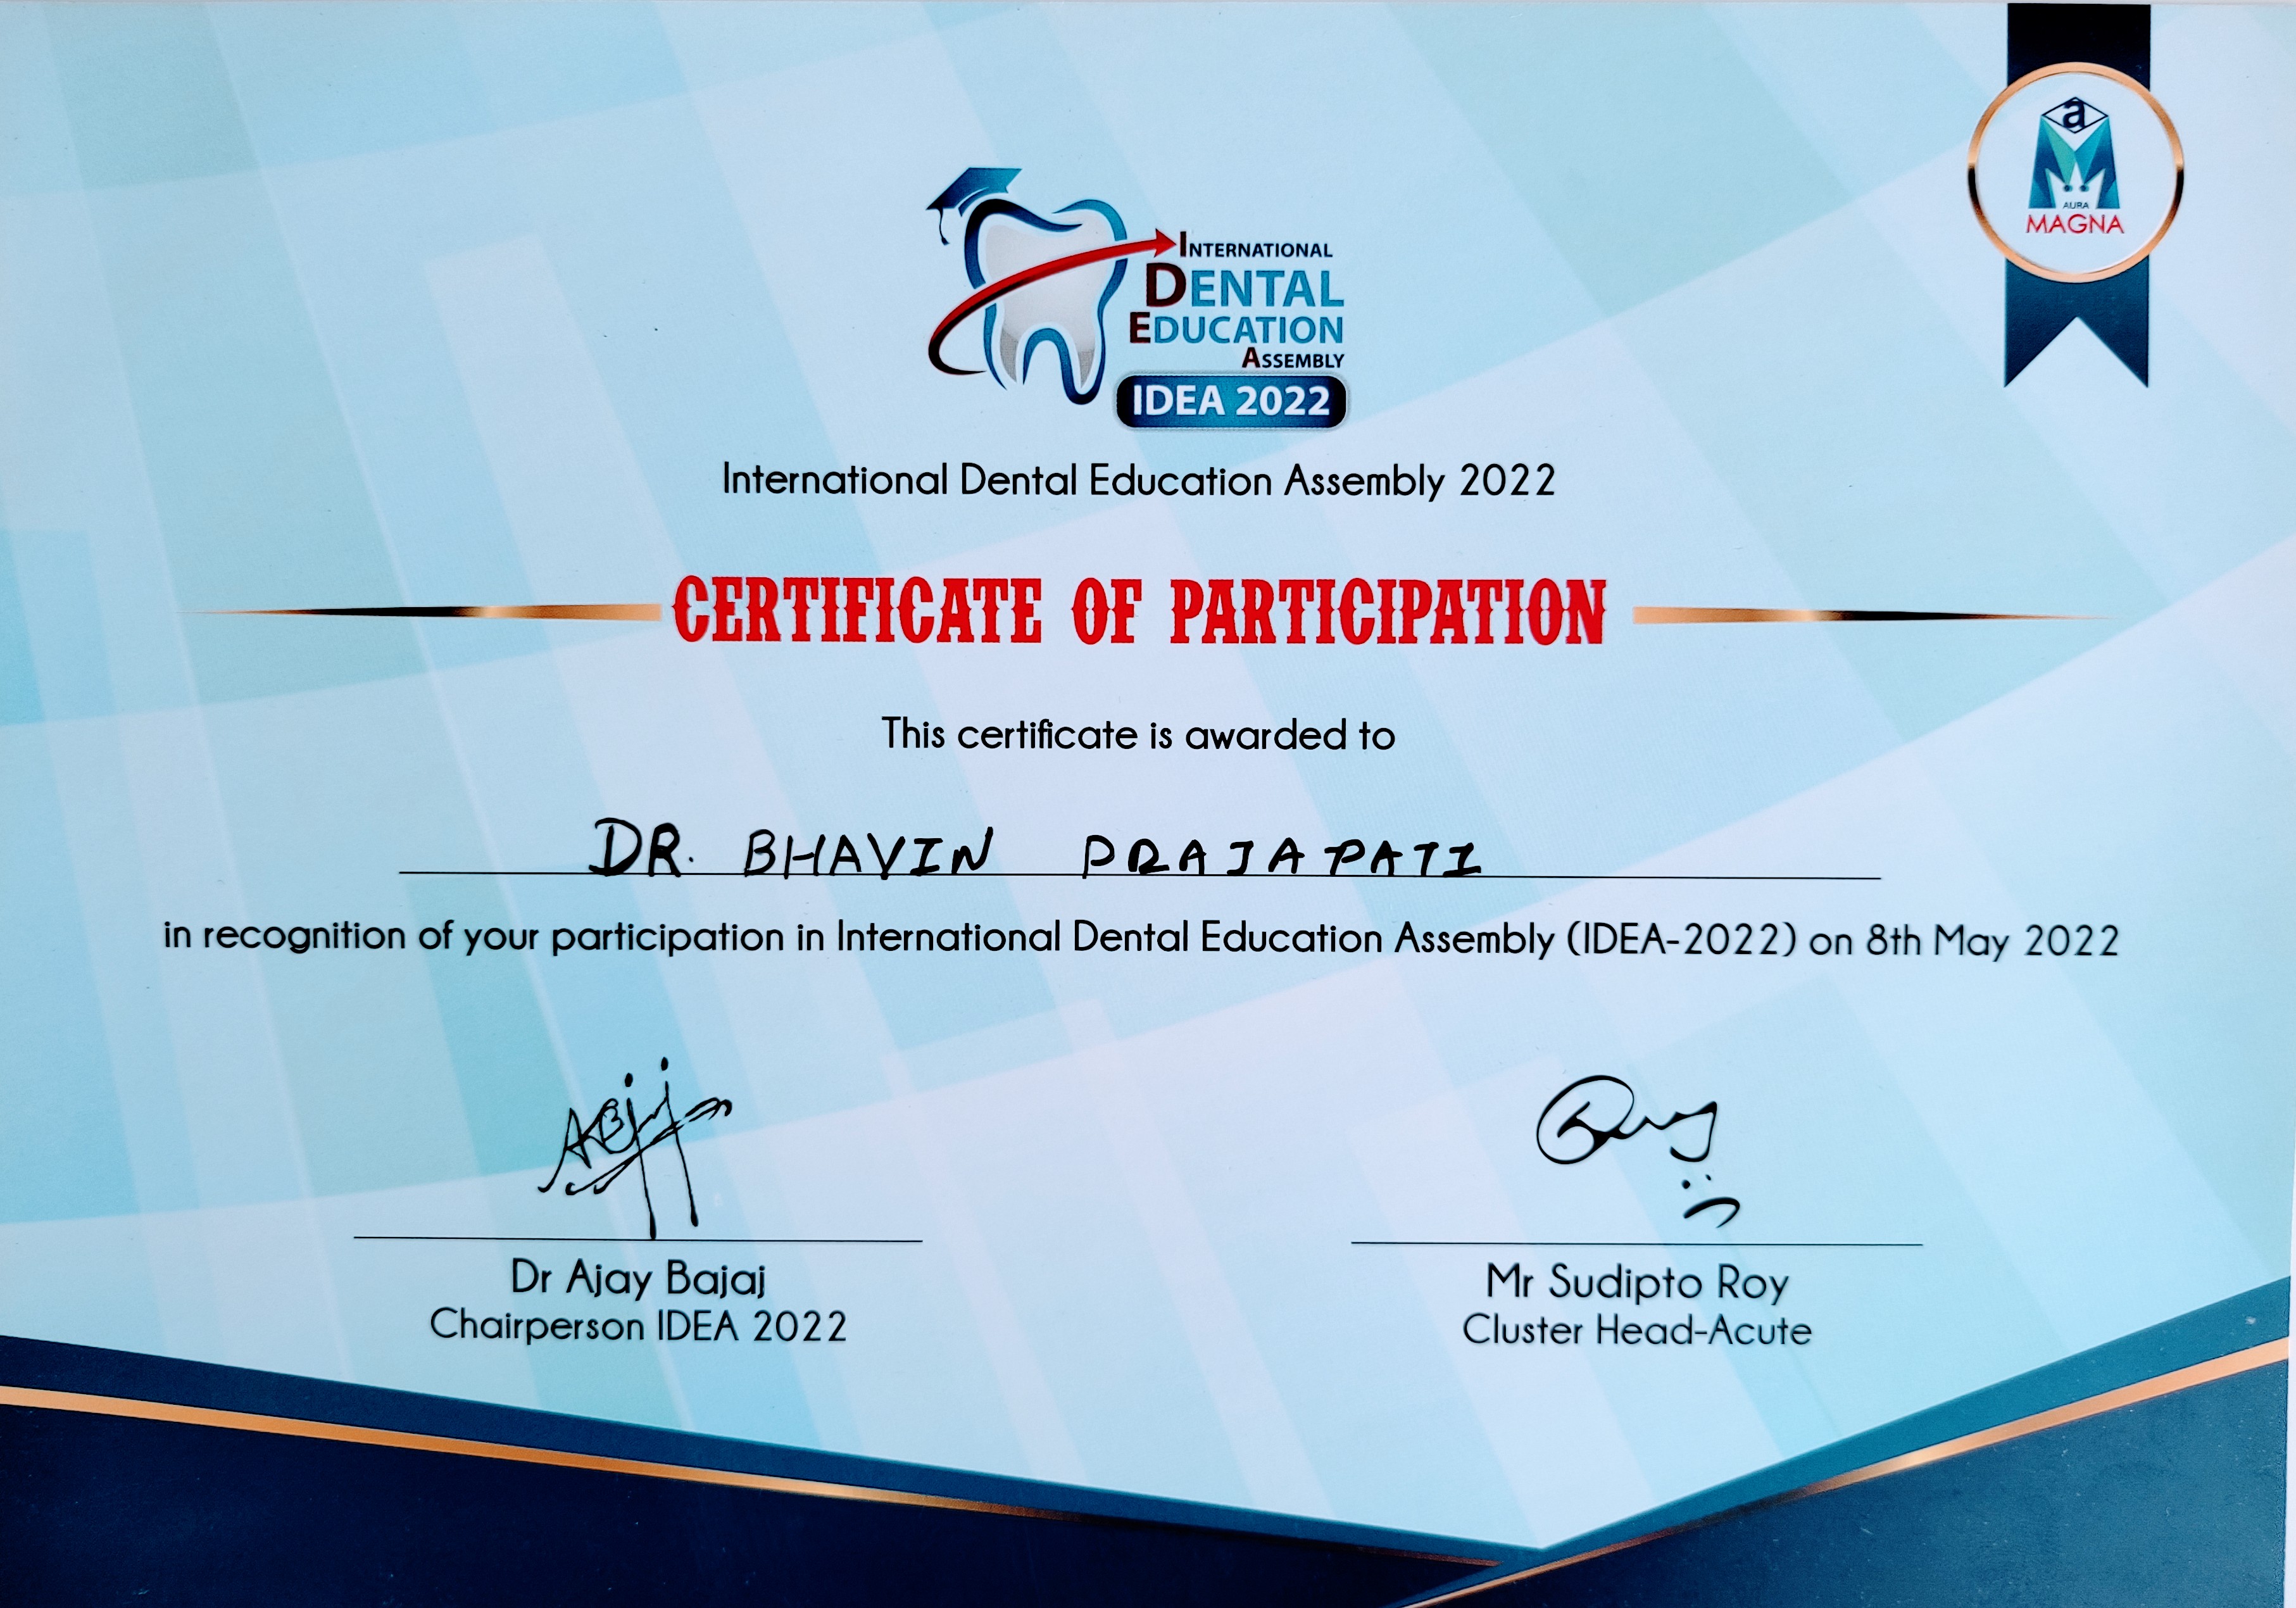 a
AURA
MAGNA
INTERNATIONAL
DENTAL
EDUCATION
ASSEMBLY
IDEA 2022
International Dental Education Assembly 2022
CERTIFICATE OF PARTICIPATION
This certificate is awarded to
DR. BHAVIN PRAJAPATI
in recognition of your participation in International Dental Education Assembly (IDEA-2022) on 8th May 2022
Dr Ajay Bajaj
Chairperson IDEA 2022
Mr Sudipto Roy
Cluster Head-Acute